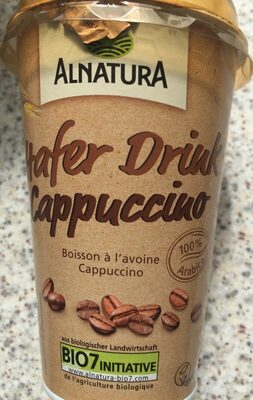 ALNATURA
Hafer Drink
Cappuccino
Boisson à l'avoine
Cappuccino
100%
Arabica
aus biologischer Landwirtschaft
BIO7 INITIATIVE
www.alnatura-bio7.com
de l'agriculture biologique